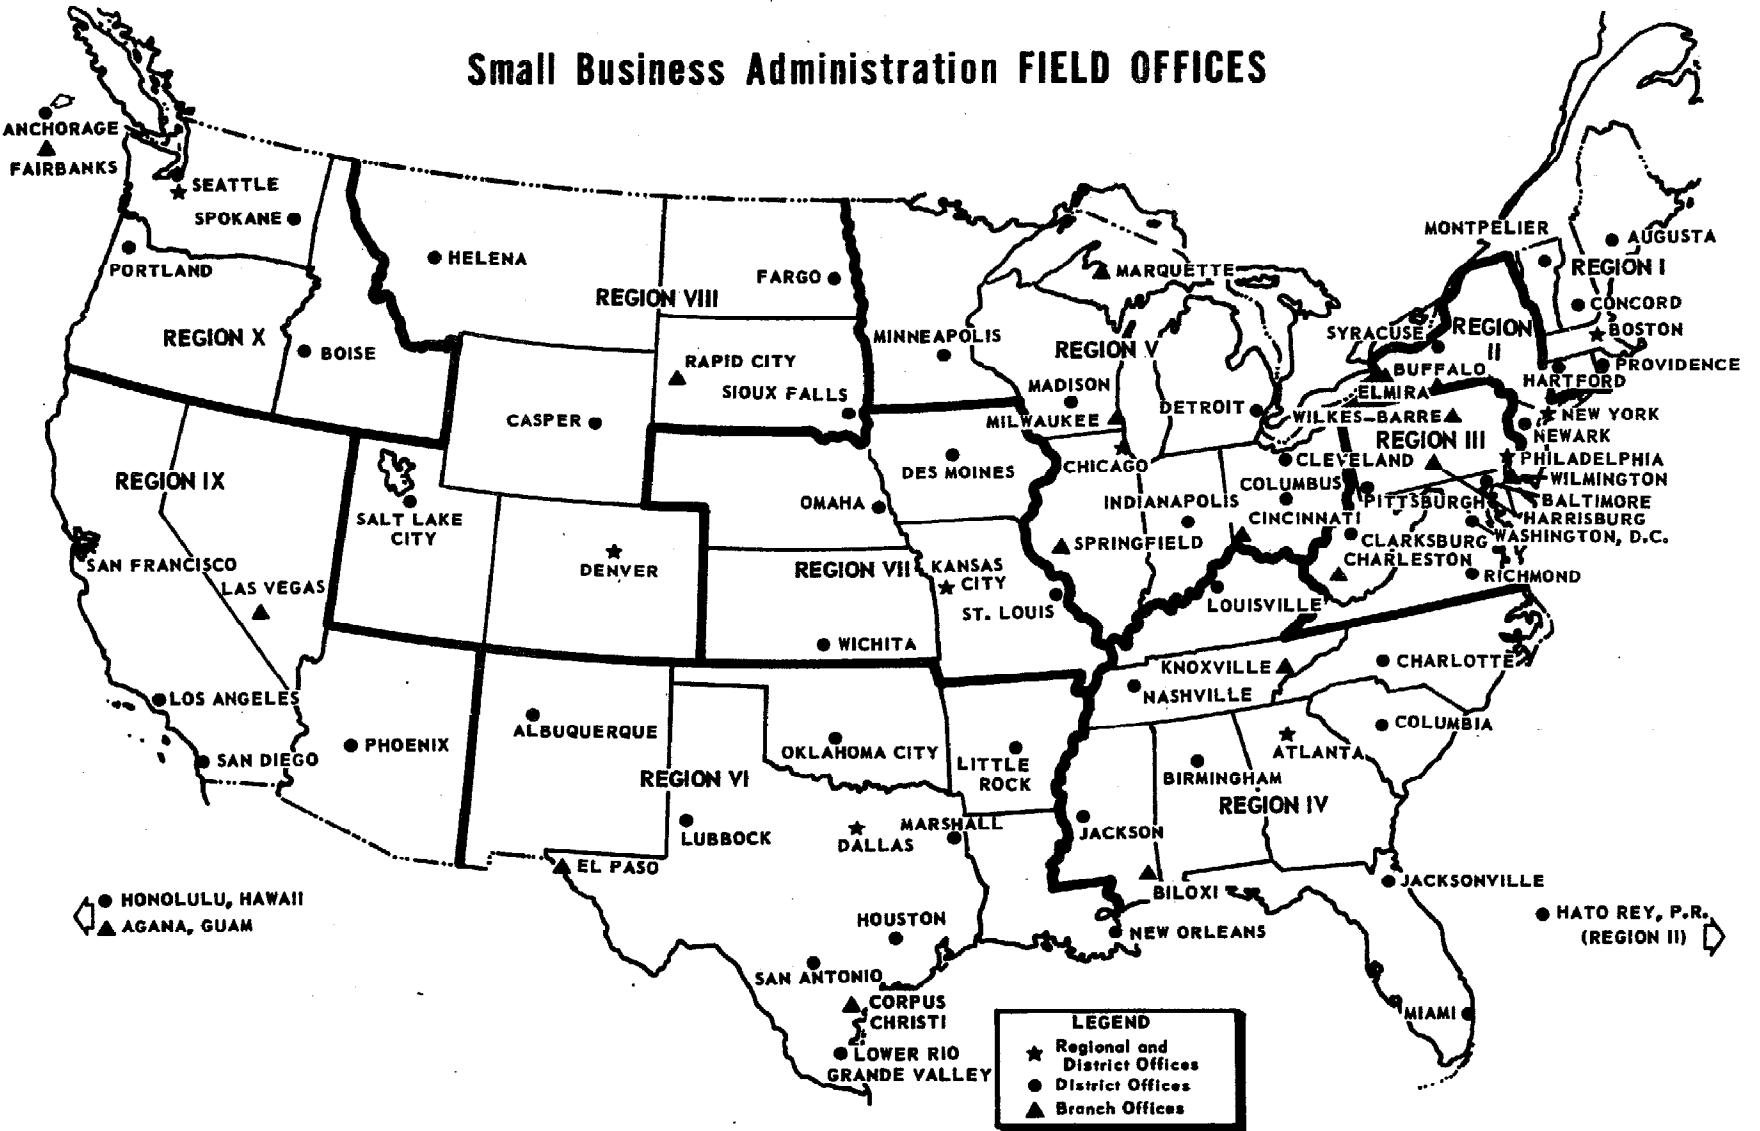 Small Business Administration FIELD OFFICES
ANCHORAGE
FAIRBANKS
SEATTLE
SPOKANE
PORTLAND
HELENA
FARGO
REGION VIII
REGION X
BOISE
RAPID CITY
SIOUX FALLS
CASPER
MINNEAPOLIS
MARQUETTE
REGION V
MADISON
MILWAUKEE
DETROIT
CHICAGO
MONTPELIER
AUGUSTA
REGION I
CONCORD
BOSTON
SYRACUSE
REGION
II
PROVIDENCE
BUFFALO
HARTFORD
ELMIRA
NEW YORK
WILKES-BARRE
NEWARK
REGION III
CLEVELAND
PHILADELPHIA
WILMINGTON
COLUMBUS
PITTSBURGH
BALTIMORE
HARRISBURG
WASHINGTON, D.C.
INDIANAPOLIS
CINCINNATI
CLARKSBURG
CHARLESTON
SPRINGFIELD
RICHMOND
LOUISVILLE
REGION IX
SALT LAKE
CITY
DES MOINES
OMAHA
SAN FRANCISCO
LAS VEGAS
DENVER
REGION VII
KANSAS
CITY
ST. LOUIS
WICHITA
KNOXVILLE
CHARLOTTE
NASHVILLE
LOS ANGELES
SAN DIEGO
PHOENIX
ALBUQUERQUE
OKLAHOMA CITY
LITTLE
ROCK
COLUMBIA
ATLANTA
BIRMINGHAM
REGION VI
REGION IV
LUBBOCK
DALLAS
MARSHALL
JACKSON
EL PASO
BILOXI
JACKSONVILLE
HONOLULU, HAWAII
AGANA, GUAM
HOUSTON
NEW ORLEANS
HATO REY, P.R.
(REGION II)
SAN ANTONIO
CORPUS
CHRISTI
MIAMI
LOWER RIO
GRANDE VALLEY
LEGEND
Regional and
District Offices
District Offices
Branch Offices